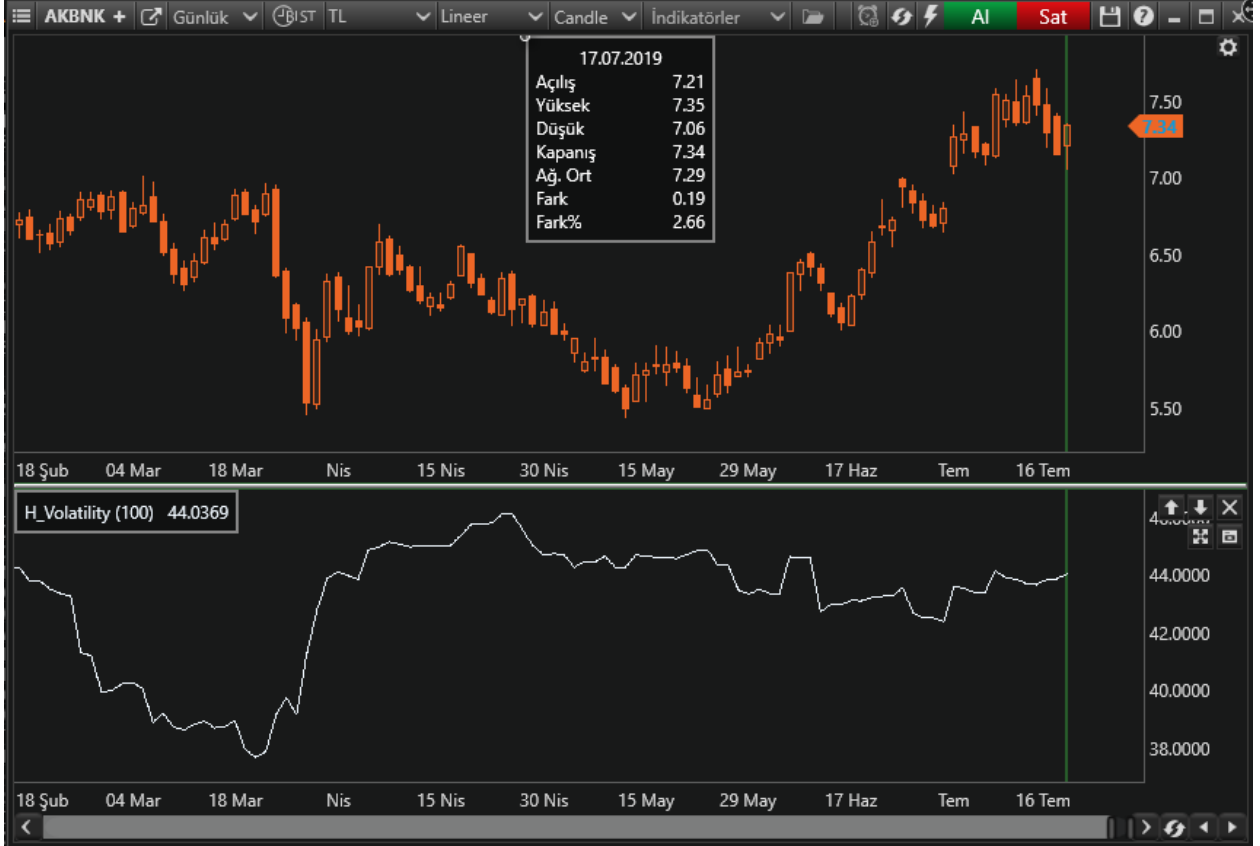 AKBNK + Günlük BIST TL Lineer Candle İndikatörler Al Sat
17.07.2019
Açılış 7.21
Yüksek 7.35
Düşük 7.06
Kapanış 7.34
Ağ. Ort 7.29
Fark 0.19
Fark% 2.66
7.50
7.34
7.00
6.50
6.00
5.50
18 Şub 04 Mar 18 Mar Nis 15 Nis 30 Nis 15 May 29 May 17 Haz Tem 16 Tem
H_Volatility (100) 44.0369
44.0000
42.0000
40.0000
38.0000
18 Şub 04 Mar 18 Mar Nis 15 Nis 30 Nis 15 May 29 May 17 Haz Tem 16 Tem